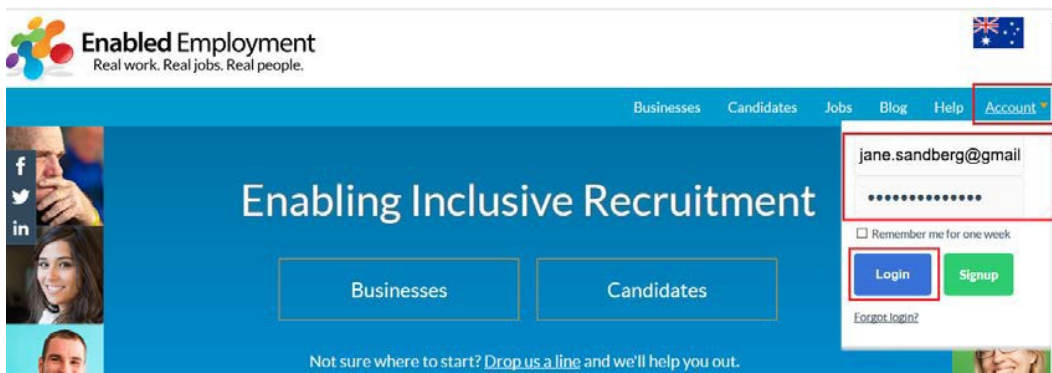 Enabled Employment
Real work. Real jobs. Real people.
Businesses Candidates Jobs Blog Help Account
jane.sandberg@gmail
••••••••••••••
Remember me for one week
Login Signup
Forgot login?
f
in
Enabling Inclusive Recruitment
Businesses Candidates
Not sure where to start? Drop us a line and we'll help you out.